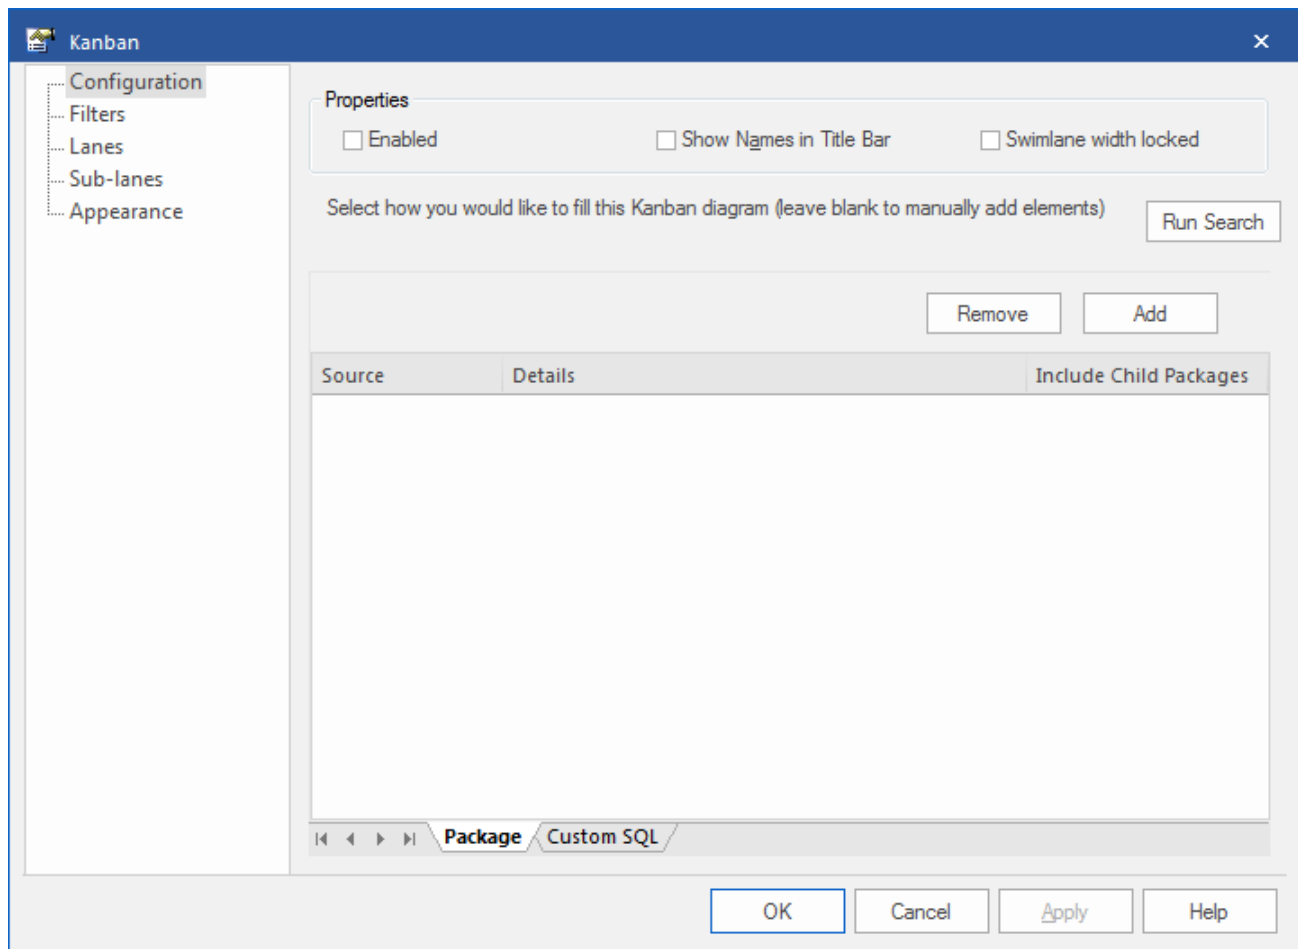 Kanban
Configuration
Filters
Lanes
Sub-lanes
Appearance
Properties
Enabled
Show Names in Title Bar
Swimlane width locked
Select how you would like to fill this Kanban diagram (leave blank to manually add elements)
Run Search
Remove
Add
Source
Details
Include Child Packages
Package
Custom SQL
OK
Cancel
Apply
Help